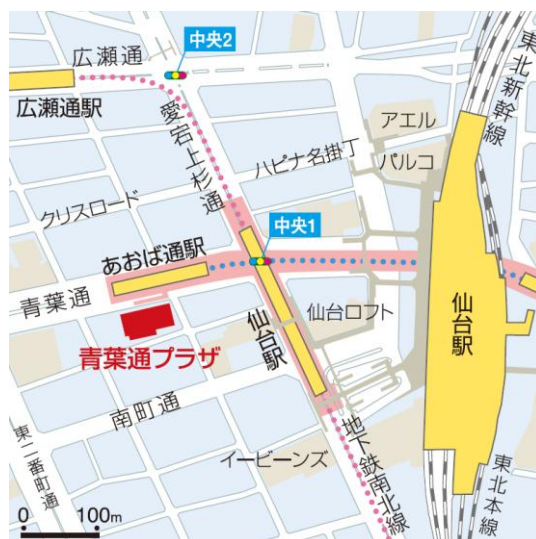 広瀬通
中央2
広瀬通駅
愛宕上杉通
東北新幹線
アエル
パルコ
ハピナ名掛丁
クリスロード
中央1
あおば通駅
青葉通
仙台駅
仙台ロフト
仙台駅
青葉通プラザ
南町通
東二番町通
イービーンズ
地下鉄南北線
東北本線
0 100m